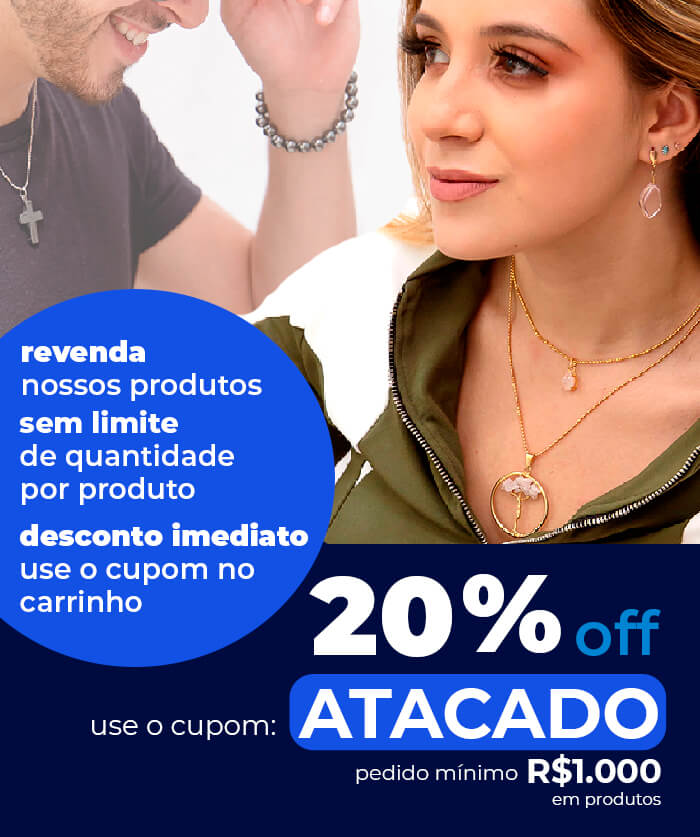 revenda
nossos produtos
sem limite
de quantidade
por produto
desconto imediato
use o cupom no
carrinho
20% off
use o cupom: ATACADO
pedido mínimo R$1.000
em produtos